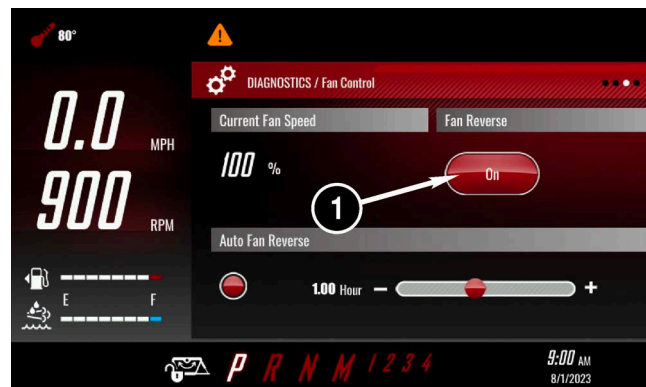 80°
DIAGNOSTICS / Fan Control
Current Fan Speed
Fan Reverse
0.0 MPH
100 %
On
1
900 RPM
Auto Fan Reverse
1.00 Hour − +
E F
P R N M 1 2 3 4
9:00 AM
8/1/2023